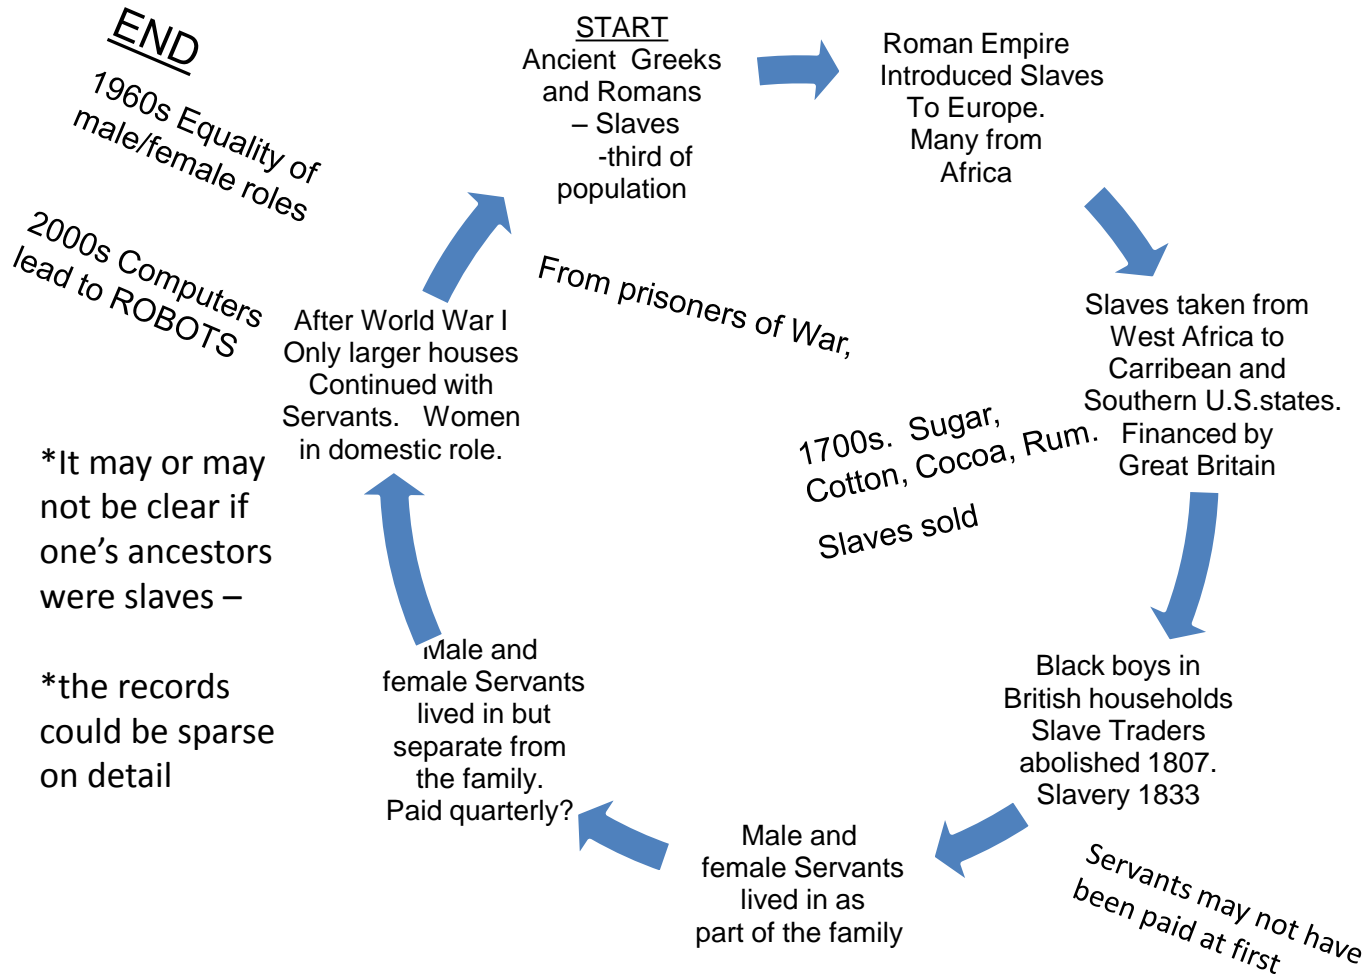 START
Ancient Greeks
and Romans
– Slaves
-third of
population
Roman Empire
Introduced Slaves
To Europe.
Many from
Africa
From prisoners of War,
Slaves taken from
West Africa to
Carribean and
Southern U.S.states.
Financed by
Great Britain
1700s. Sugar,
Cotton, Cocoa, Rum.
Slaves sold
Black boys in
British households
Slave Traders
abolished 1807.
Slavery 1833
Servants may not have
been paid at first
Male and
female Servants
lived in as
part of the family
Male and
female Servants
lived in but
separate from
the family.
Paid quarterly?
After World War I
Only larger houses
Continued with
Servants. Women
in domestic role.
END
1960s Equality of
male/female roles
2000s Computers
lead to ROBOTS
*It may or may
not be clear if
one’s ancestors
were slaves –
*the records
could be sparse
on detail